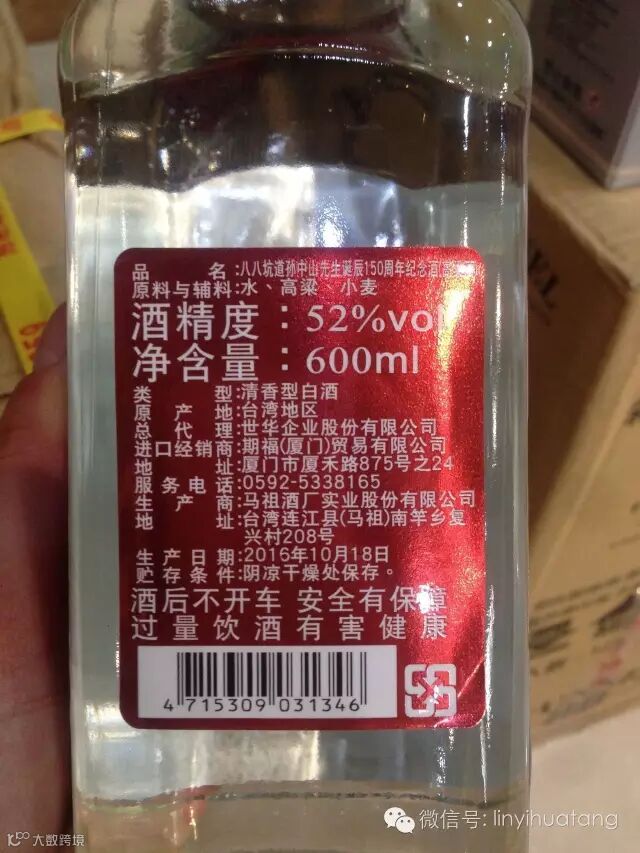 品名:八八坑道孙中山先生诞辰150周年纪念酒
原料与辅料:水、高粱 小麦
酒精度:52%vol
净含量:600ml
类型:清香型白酒
原产地:台湾地区
总代理:世华企业股份有限公司
进口经销商:期福(厦门)贸易有限公司
地址:厦门市厦禾路875号之24
服务电话:0592-5338165
生产商:马祖酒厂实业股份有限公司
地址:台湾连江县(马祖)南竿乡复
兴村208号
生产日期:2016年10月18日
贮存条件:阴凉干燥处保存。
酒后不开车 安全有保障
过量饮酒有害健康
4 715309 031346
微信号: linyihuatang
大数跨境